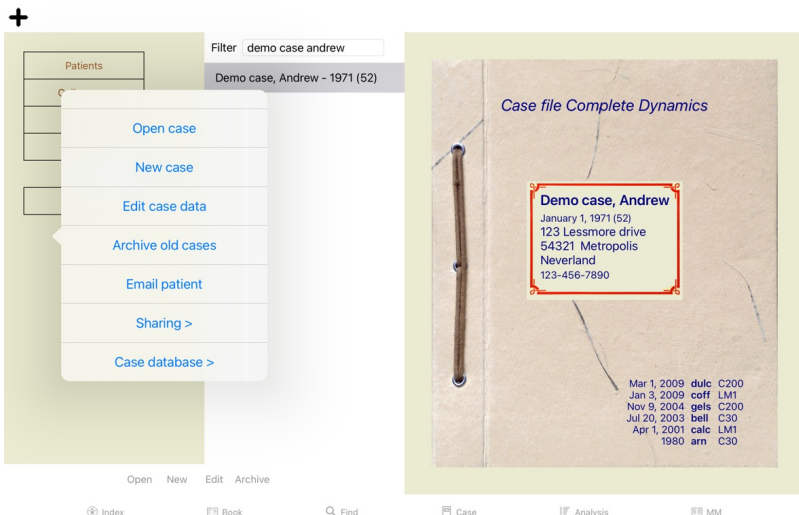 Patients
Filter demo case andrew
Demo case, Andrew - 1971 (52)
Open case
New case
Edit case data
Archive old cases
Email patient
Sharing >
Case database >
Open New Edit Archive
Case file Complete Dynamics
Demo case, Andrew
January 1, 1971 (52)
123 Lessmore drive
54321 Metropolis
Neverland
123-456-7890
Mar 1, 2009 dulc C200
Jan 3, 2009 coff LM1
Nov 9, 2004 gels C200
Jul 20, 2003 bell C30
Apr 1, 2001 calc LM1
1980 arn C30
Index Book Find Case Analysis MM